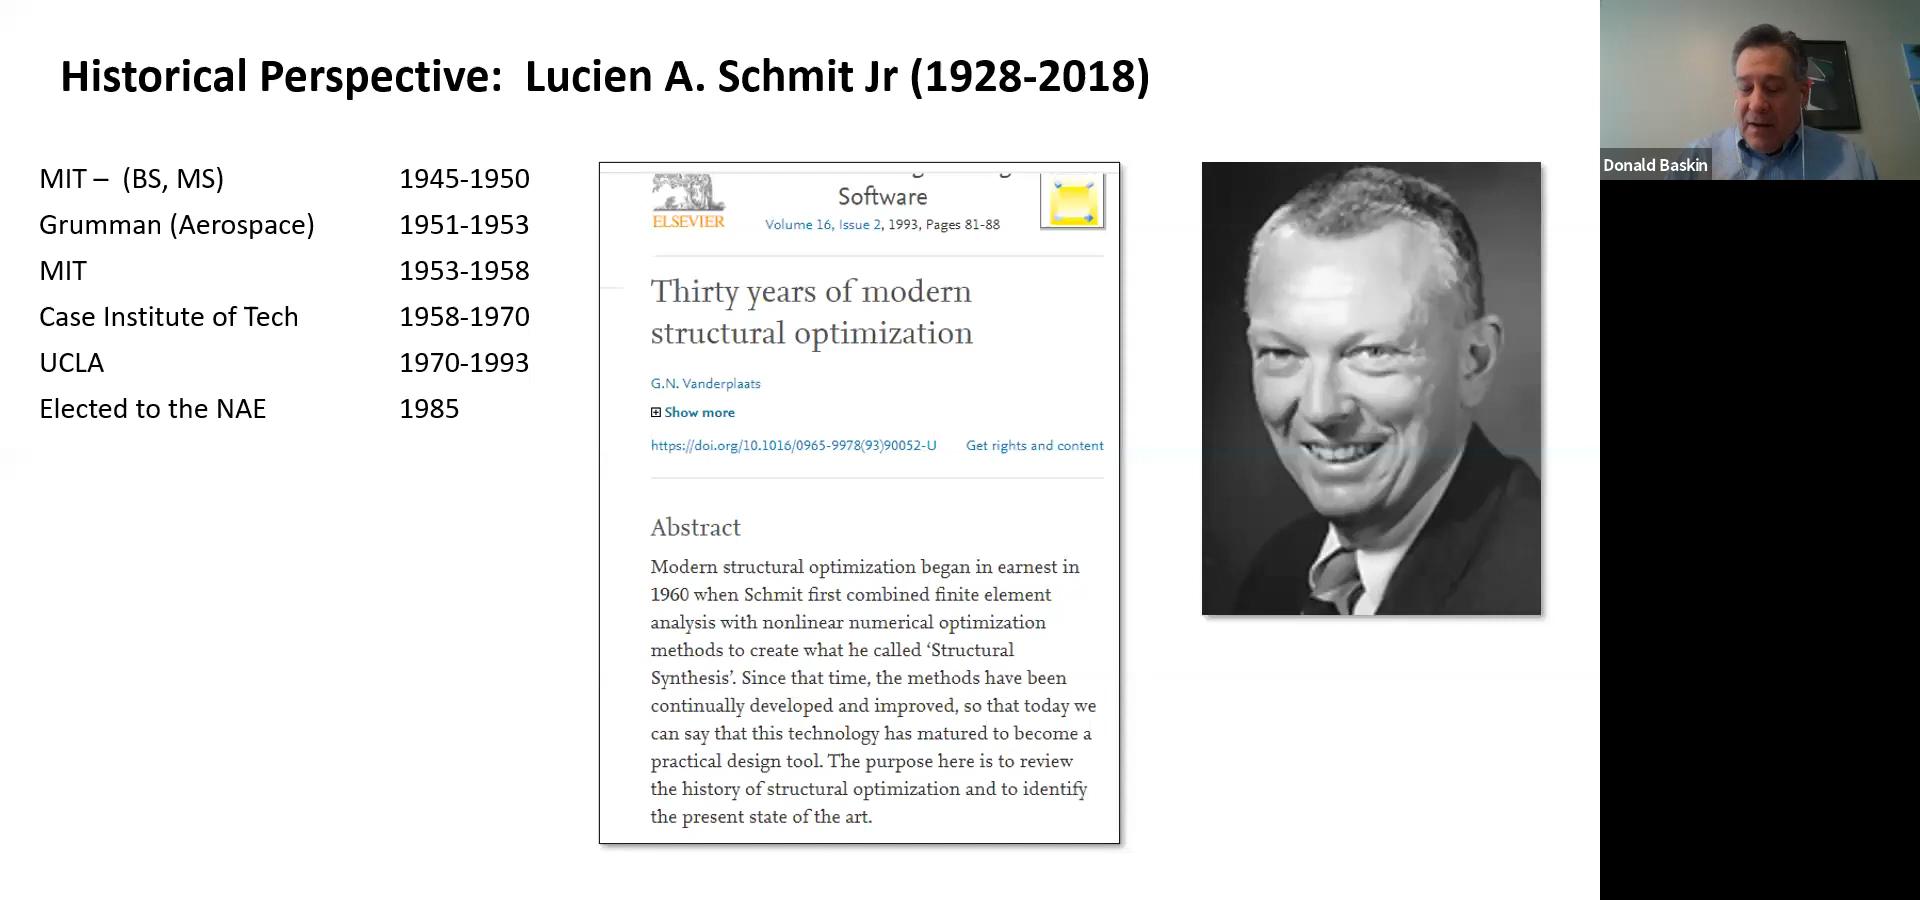 Historical Perspective:  Lucien A. Schmit Jr (1928-2018)
MIT –  (BS, MS) 1945-1950
Grumman (Aerospace) 1951-1953
MIT 1953-1958
Case Institute of Tech 1958-1970
UCLA 1970-1993
Elected to the NAE 1985
ELSEVIER
Software
Volume 16, Issue 2, 1993, Pages 81-88
Thirty years of modern
structural optimization
G.N. Vanderplaats
Show more
https://doi.org/10.1016/0965-9978(93)90052-U Get rights and content
Abstract
Modern structural optimization began in earnest in
1960 when Schmit first combined finite element
analysis with nonlinear numerical optimization
methods to create what he called ‘Structural
Synthesis’. Since that time, the methods have been
continually developed and improved, so that today we
can say that this technology has matured to become a
practical design tool. The purpose here is to review
the history of structural optimization and to identify
the present state of the art.
Donald Baskin